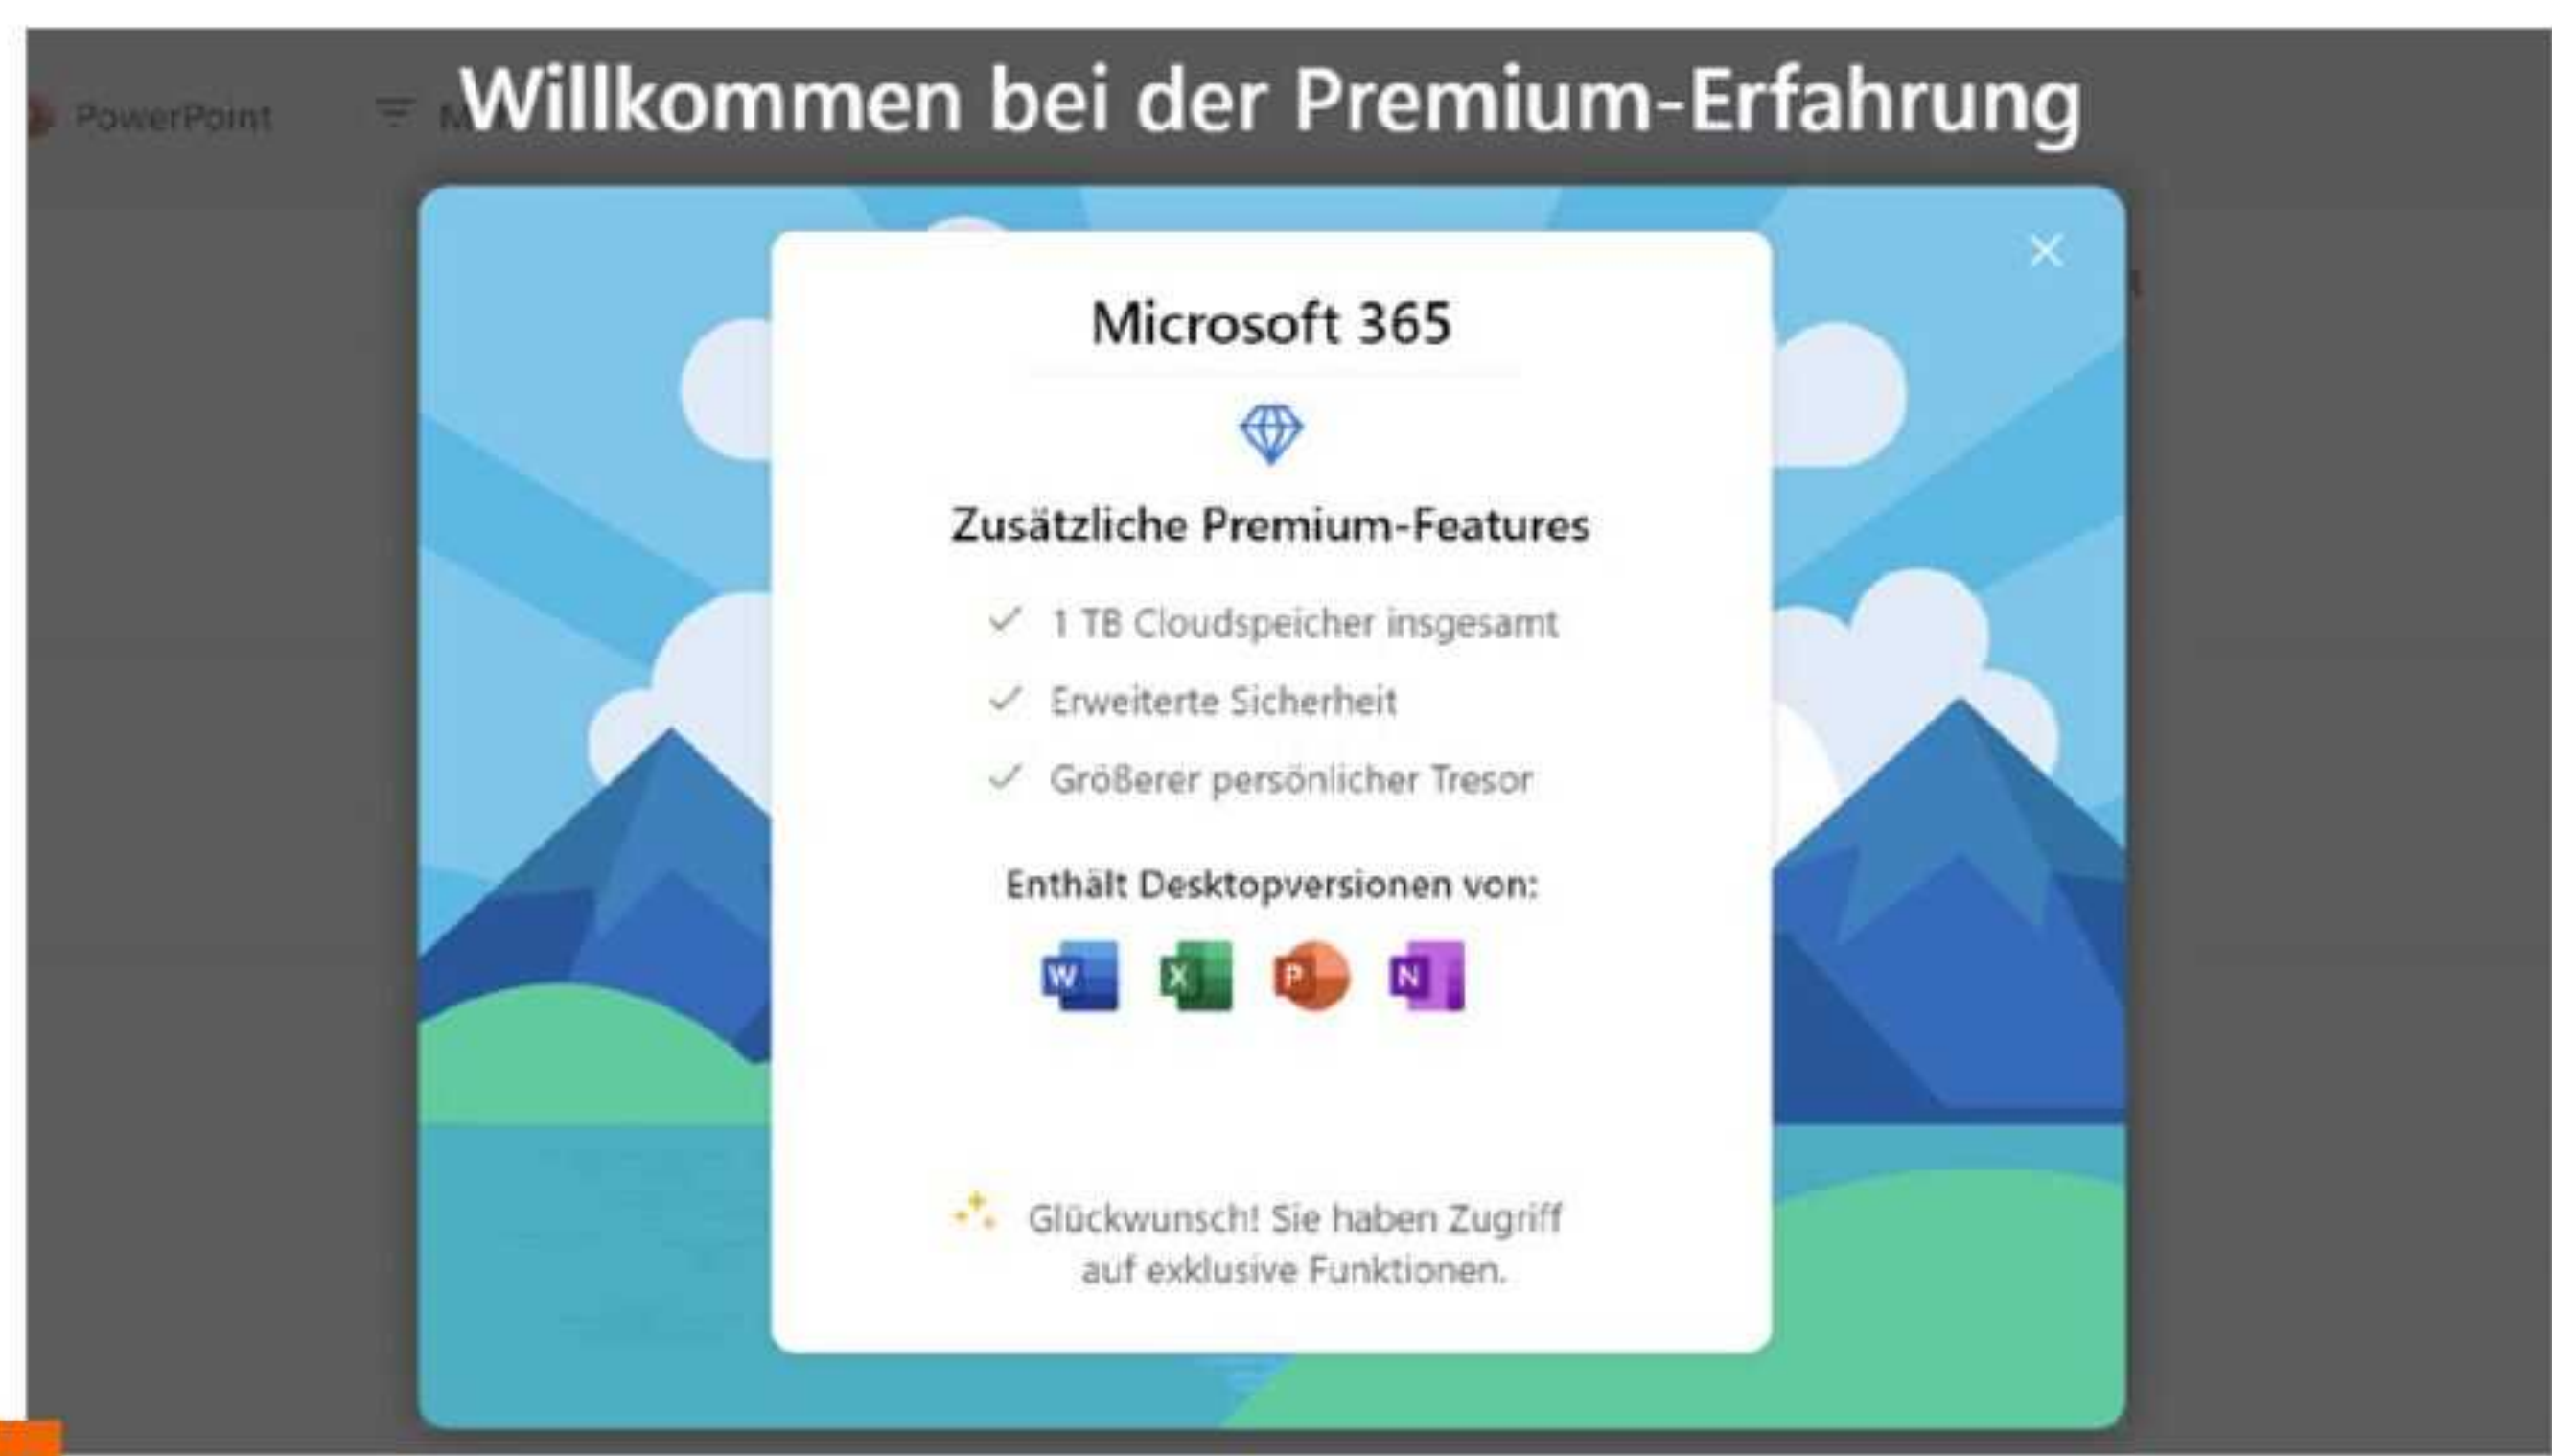 Willkommen bei der Premium-Erfahrung
PowerPoint
Microsoft 365
Zusätzliche Premium-Features
1 TB Cloudspeicher insgesamt
Erweiterte Sicherheit
Größerer persönlicher Tresor
Enthält Desktopversionen von:
W X P N
Glückwunsch! Sie haben Zugriff
auf exklusive Funktionen.